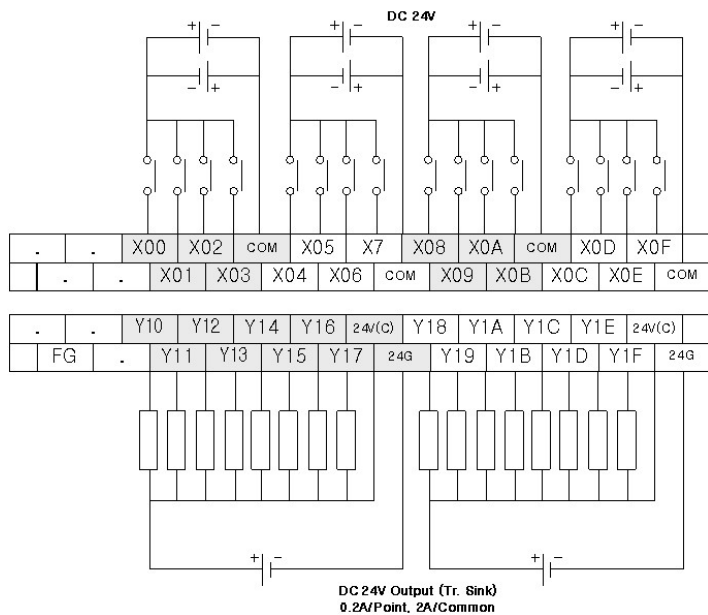 DC 24V
+ − + − + − + −
− + − + − + − +
. . X00 X02 COM X05 X7 X08 X0A COM X0D X0F
. . X01 X03 X04 X06 COM X09 X0B X0C X0E COM
. . Y10 Y12 Y14 Y16 24V(C) Y18 Y1A Y1C Y1E 24V(C)
FG . Y11 Y13 Y15 Y17 24G Y19 Y1B Y1D Y1F 24G
+ − + −
DC 24V Output (Tr. Sink)
0.2A/Point, 2A/Common